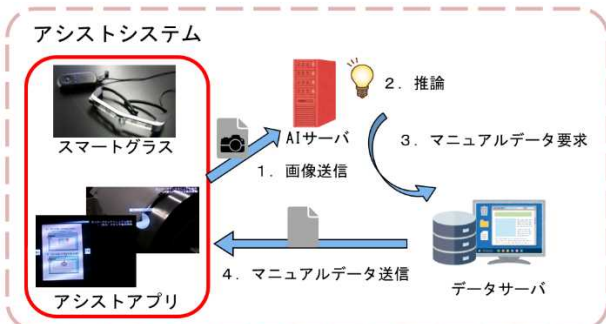 アシストシステム
スマートグラス
AIサーバ
2. 推論
3. マニュアルデータ要求
1. 画像送信
アシストアプリ
4. マニュアルデータ送信
データサーバ